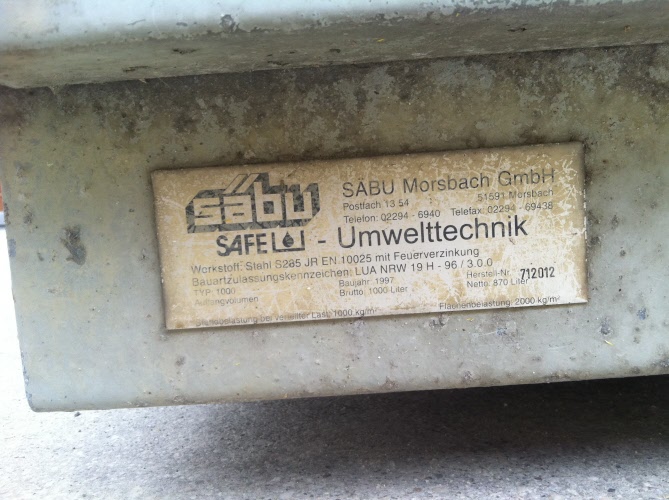 säbu
SÄBU Morsbach GmbH
Postfach 13 54 51591 Morsbach
Telefon: 02294 - 6940 Telefax: 02294 - 69438
SAFE - Umwelttechnik
Werkstoff: Stahl S285 JR EN 10025 mit Feuerverzinkung
Bauartzulassungskennzeichen: LUA NRW 19 H - 96 / 3.0.0
TYP: 1000 Baujahr: 1997 Herstell-Nr. 712012
Auffangvolumen Brutto: 1000 Liter Netto: 870 Liter
Flächenbelastung bei verteilter Last: 1000 kg/m² Flächenbelastung: 2000 kg/m²